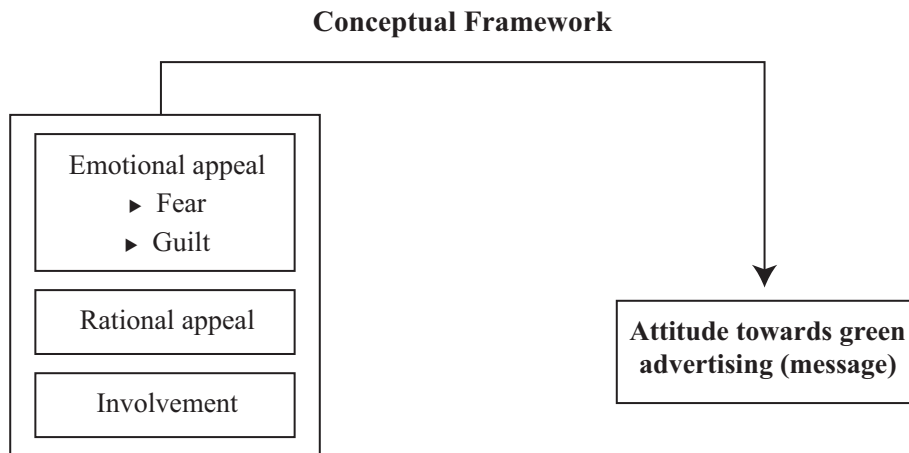 Conceptual Framework
Emotional appeal
▸ Fear
▸ Guilt
Rational appeal
Involvement
Attitude towards green
advertising (message)